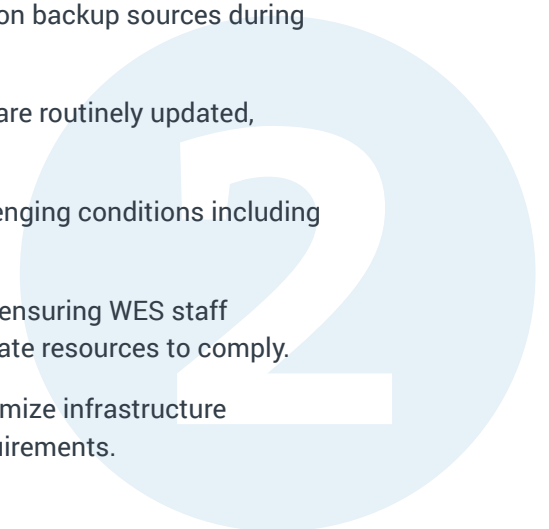 on backup sources during
are routinely updated,
enging conditions including
ensuring WES staff
ate resources to comply.
mize infrastructure
uirements.
2